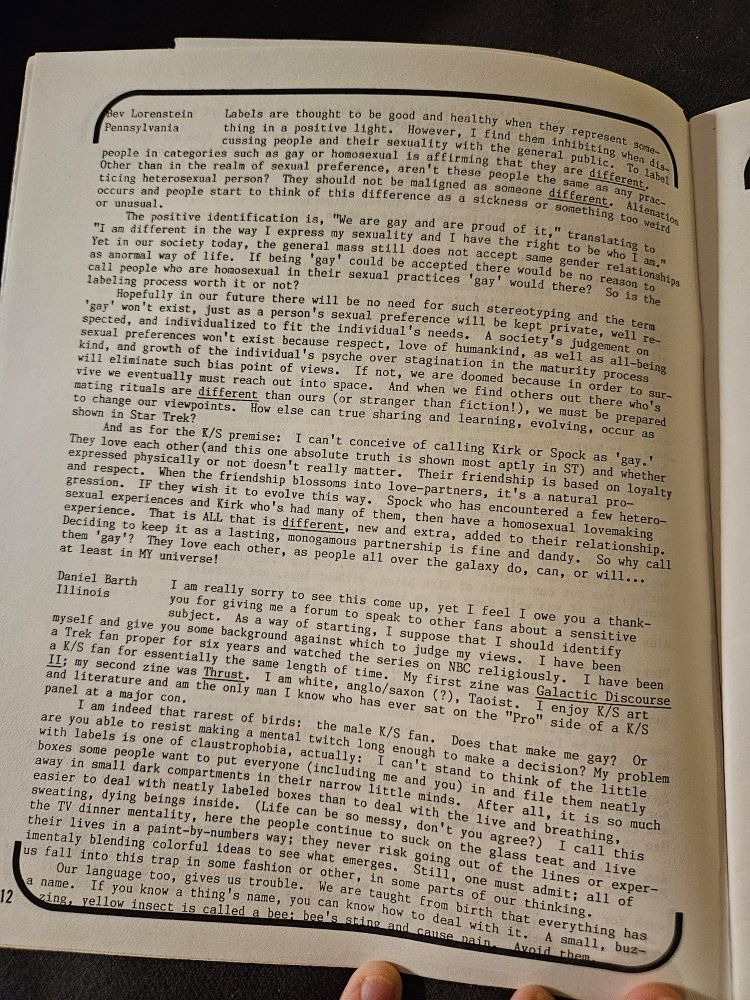 Bev Lorenstein
Pennsylvania
Labels are thought to be good and healthy when they represent some-
thing in a positive light. However, I find them inhibiting when dis-
cussing people and their sexuality with the general public. To label
people in categories such as gay or homosexual is affirming that they are different.
Other than in the realm of sexual preference, aren't these people the same as any prac-
ticing heterosexual person? They should not be maligned as someone different. Alienation
occurs and people start to think of this difference as a sickness or something too weird
or unusual.
The positive identification is, "We are gay and are proud of it," translating to
"I am different in the way I express my sexuality and I have the right to be who I am."
Yet in our society today, the general mass still does not accept same gender relationships
as anormal way of life. If being 'gay' could be accepted there would be no reason to
call people who are homosexual in their sexual practices 'gay' would there? So is the
labeling process worth it or not?
Hopefully in our future there will be no need for such stereotyping and the term
'gay' won't exist, just as a person's sexual preference will be kept private, well re-
spected, and individualized to fit the individual's needs. A society's judgement on
sexual preferences won't exist because respect, love of humankind, as well as all-being
kind, and growth of the individual's psyche over stagination in the maturity process
will eliminate such bias point of views. If not, we are doomed because in order to sur-
vive we eventually must reach out into space. And when we find others out there who's
mating rituals are different than ours (or stranger than fiction!), we must be prepared
to change our viewpoints. How else can true sharing and learning, evolving, occur as
shown in Star Trek?
And as for the K/S premise: I can't conceive of calling Kirk or Spock as 'gay.'
They love each other(and this one absolute truth is shown most aptly in ST) and whether
expressed physically or not doesn't really matter. Their friendship is based on loyalty
and respect. When the friendship blossoms into love-partners, it's a natural pro-
gression. IF they wish it to evolve this way. Spock who has encountered a few hetero-
sexual experiences and Kirk who's had many of them, then have a homosexual lovemaking
experience. That is ALL that is different, new and extra, added to their relationship.
Deciding to keep it as a lasting, monogamous partnership is fine and dandy. So why call
them 'gay'? They love each other, as people all over the galaxy do, can, or will...
at least in MY universe!
Daniel Barth
Illinois
I am really sorry to see this come up, yet I feel I owe you a thank-
you for giving me a forum to speak to other fans about a sensitive
subject. As a way of starting, I suppose that I should identify
myself and give you some background against which to judge my views. I have been
a Trek fan proper for six years and watched the series on NBC religiously. I have been
a K/S fan for essentially the same length of time. My first zine was Galactic Discourse
II; my second zine was Thrust. I am white, anglo/saxon (?), Taoist. I enjoy K/S art
and literature and am the only man I know who has ever sat on the "Pro" side of a K/S
panel at a major con.
I am indeed that rarest of birds: the male K/S fan. Does that make me gay? Or
are you able to resist making a mental twitch long enough to make a decision? My problem
with labels is one of claustrophobia, actually: I can't stand to think of the little
boxes some people want to put everyone (including me and you) in and file them neatly
away in small dark compartments in their narrow little minds. After all, it is so much
easier to deal with neatly labeled boxes than to deal with the live and breathing,
sweating, dying beings inside. (Life can be so messy, don't you agree?) I call this
the TV dinner mentality, here the people continue to suck on the glass teat and live
their lives in a paint-by-numbers way; they never risk going out of the lines or exper-
imentaly blending colorful ideas to see what emerges. Still, one must admit; all of
us fall into this trap in some fashion or other, in some parts of our thinking.
Our language too, gives us trouble. We are taught from birth that everything has
a name. If you know a thing's name, you can know how to deal with it. A small, buz-
zing, yellow insect is called a bee; bee's sting and cause pain. Avoid them.
12